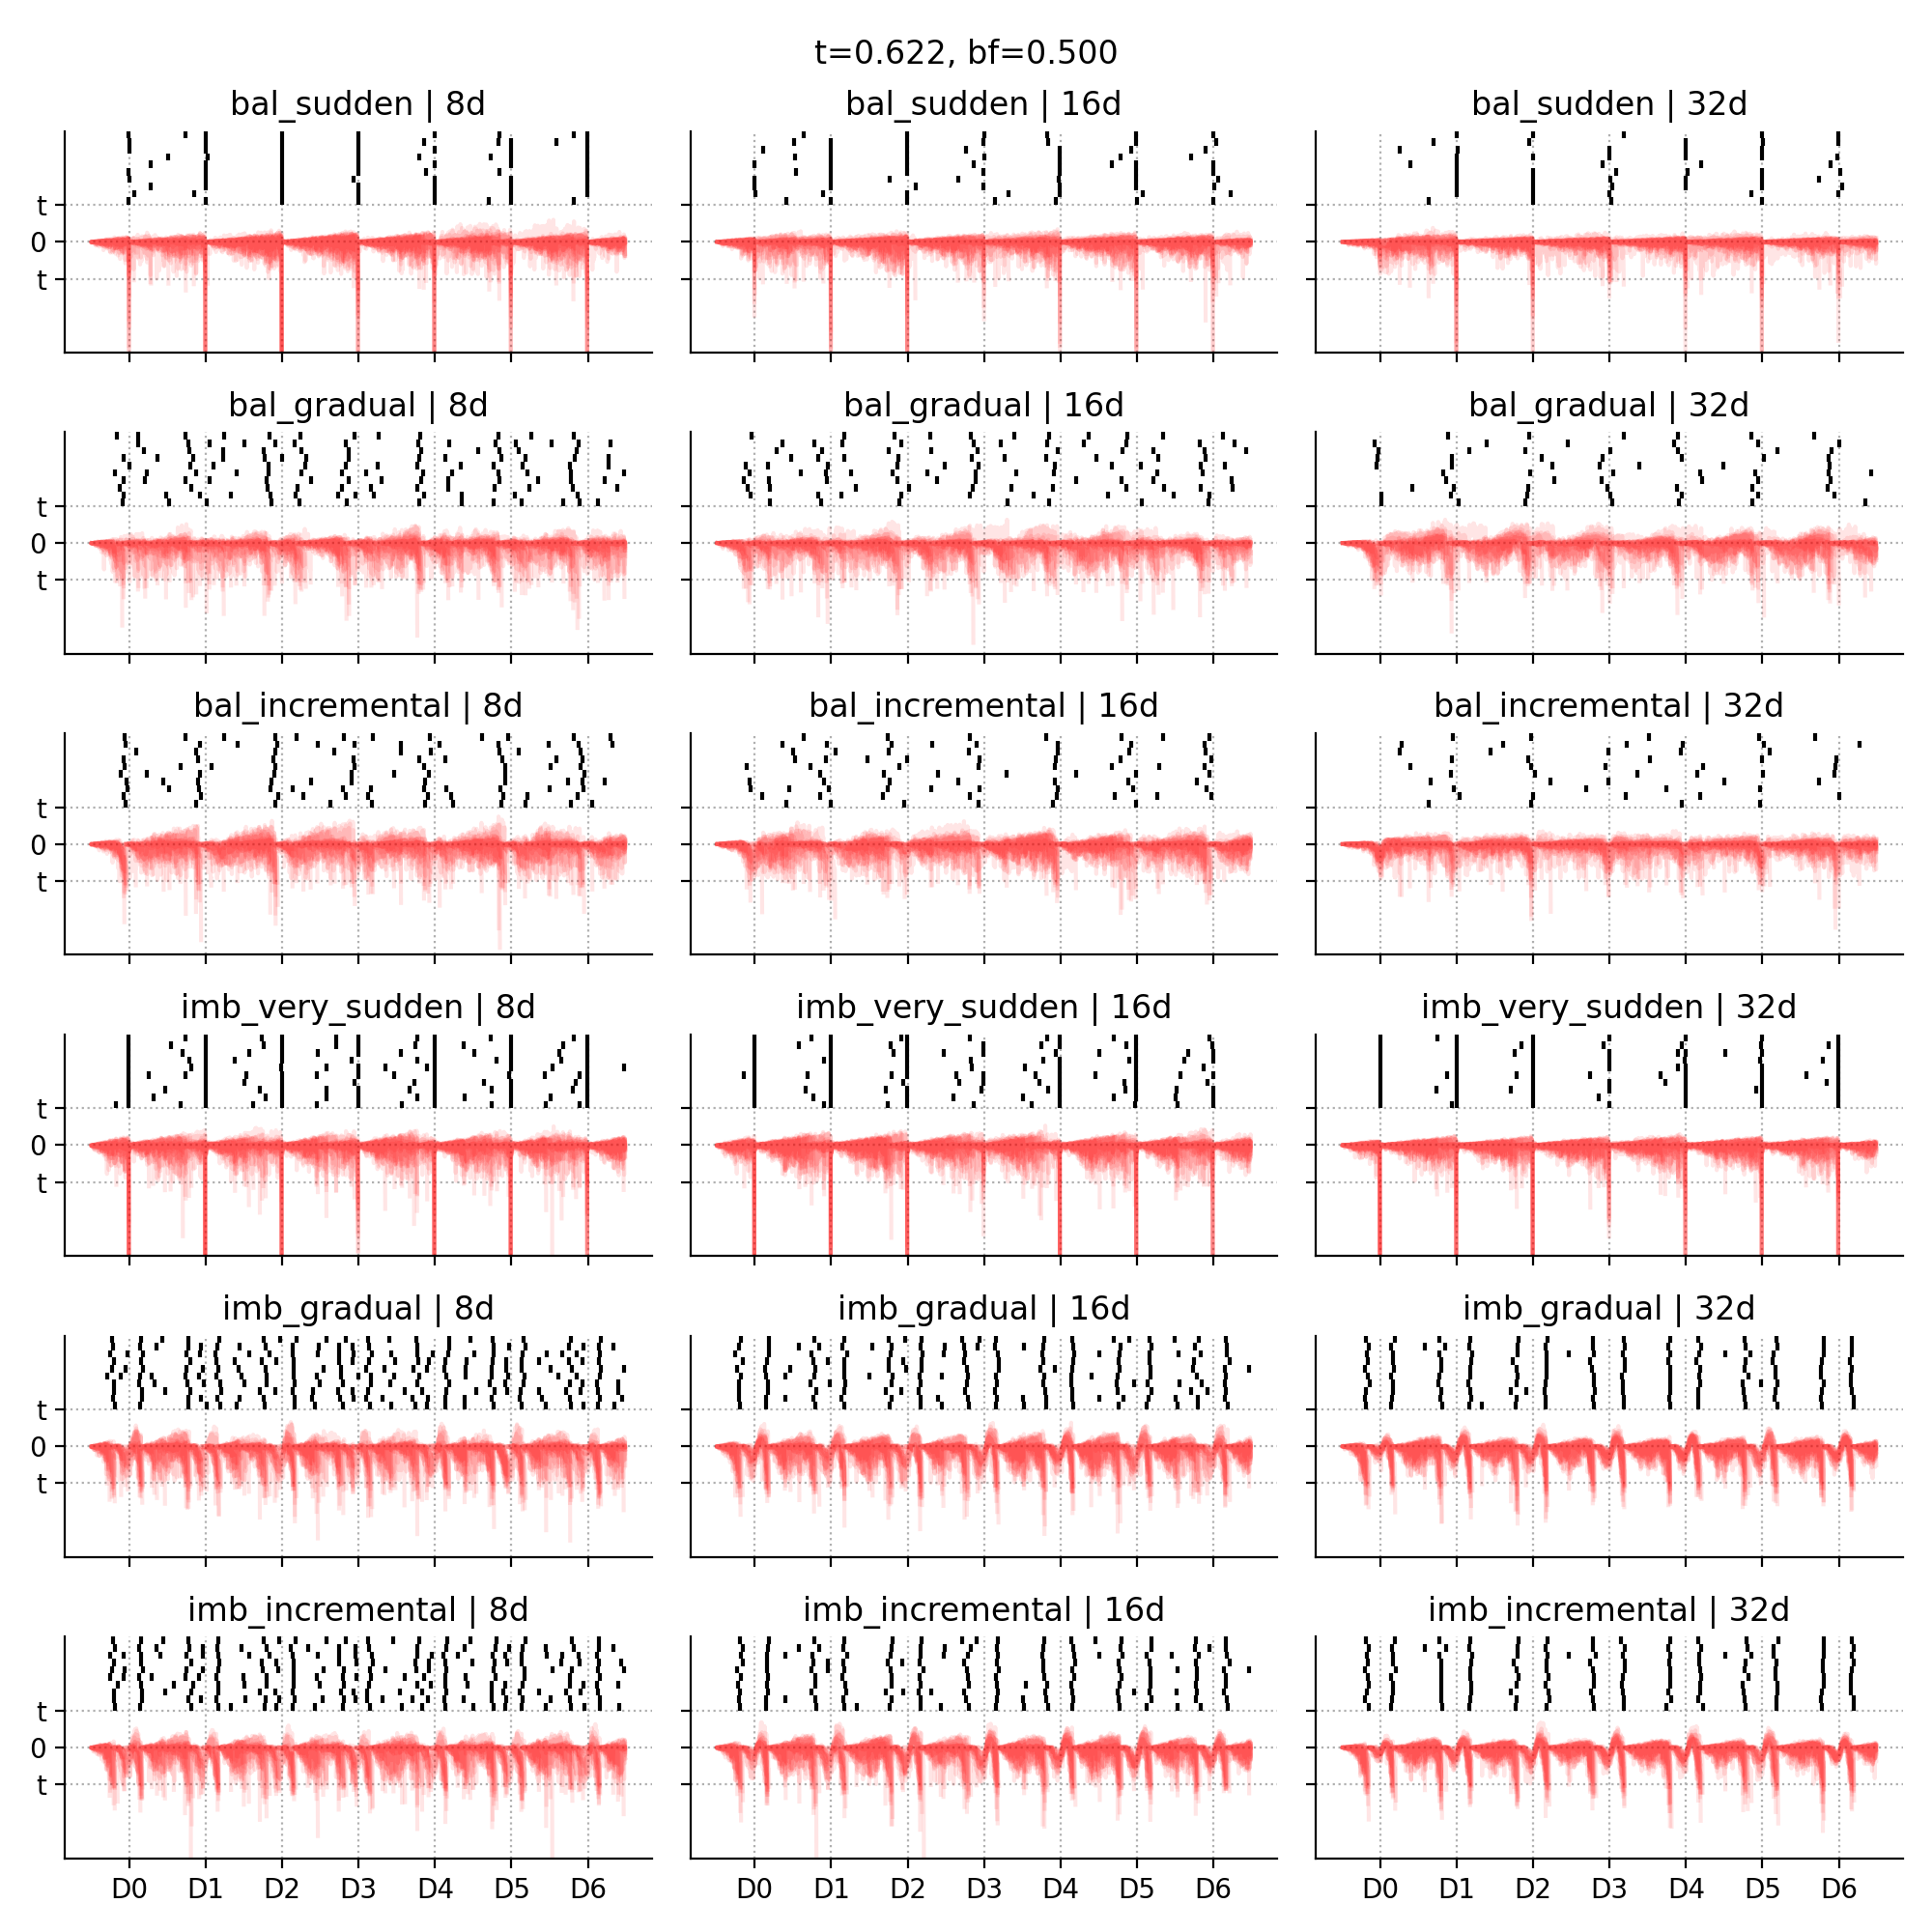 t=0.622, bf=0.500
bal_sudden | 8d
bal_sudden | 16d
bal_sudden | 32d
t
0
t
bal_gradual | 8d
bal_gradual | 16d
bal_gradual | 32d
t
0
t
bal_incremental | 8d
bal_incremental | 16d
bal_incremental | 32d
t
0
t
imb_very_sudden | 8d
imb_very_sudden | 16d
imb_very_sudden | 32d
t
0
t
imb_gradual | 8d
imb_gradual | 16d
imb_gradual | 32d
t
0
t
imb_incremental | 8d
imb_incremental | 16d
imb_incremental | 32d
t
0
t
D0 D1 D2 D3 D4 D5 D6
D0 D1 D2 D3 D4 D5 D6
D0 D1 D2 D3 D4 D5 D6